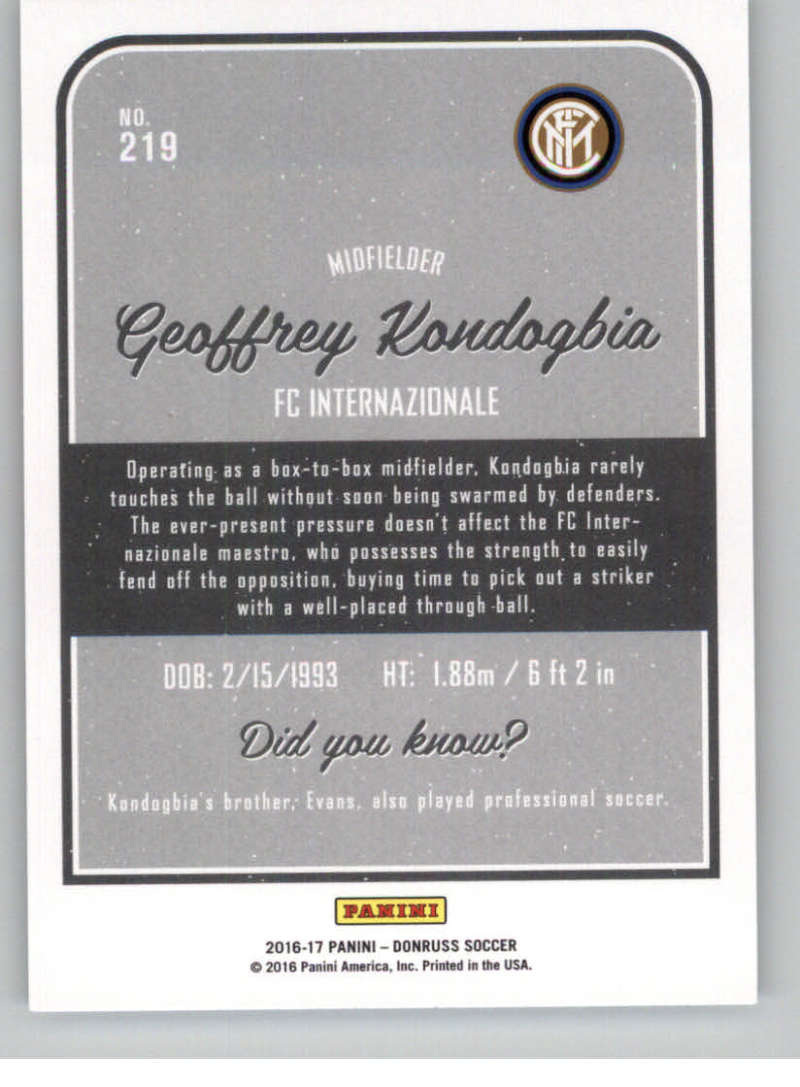 NO.
219
MIDFIELDER
Geoffrey Kondogbia
FC INTERNAZIONALE
Operating as a box-to-box midfielder, Kondogbia rarely
touches the ball without soon being swarmed by defenders.
The ever-present pressure doesn't affect the FC Inter-
nazionale maestro, who possesses the strength to easily
fend off the opposition, buying time to pick out a striker
with a well-placed through ball.
DOB: 2/15/1993 HT: 1.88m / 6 ft 2 in
Did you know?
Kondogbia's brother, Evans, also played professional soccer.
PANINI
2016-17 PANINI – DONRUSS SOCCER
© 2016 Panini America, Inc. Printed in the USA.